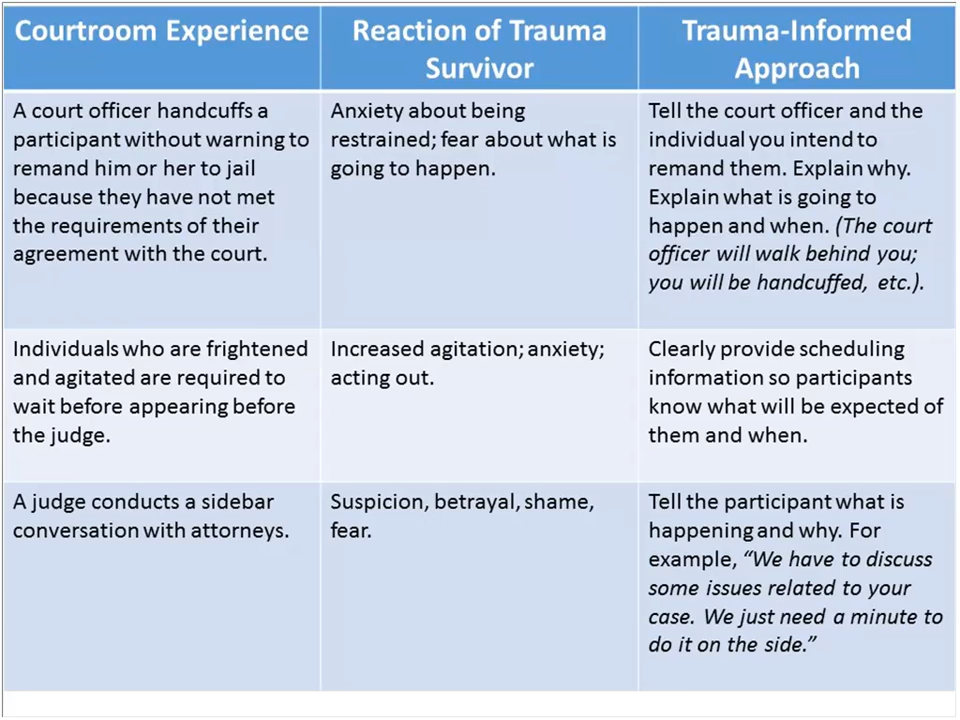 Courtroom Experience
Reaction of Trauma
Survivor
Trauma-Informed
Approach
A court officer handcuffs a
participant without warning to
remand him or her to jail
because they have not met
the requirements of their
agreement with the court.
Anxiety about being
restrained; fear about what is
going to happen.
Tell the court officer and the
individual you intend to
remand them. Explain why.
Explain what is going to
happen and when. (The court
officer will walk behind you;
you will be handcuffed, etc.).
Individuals who are frightened
and agitated are required to
wait before appearing before
the judge.
Increased agitation; anxiety;
acting out.
Clearly provide scheduling
information so participants
know what will be expected of
them and when.
A judge conducts a sidebar
conversation with attorneys.
Suspicion, betrayal, shame,
fear.
Tell the participant what is
happening and why. For
example, “We have to discuss
some issues related to your
case. We just need a minute to
do it on the side.”